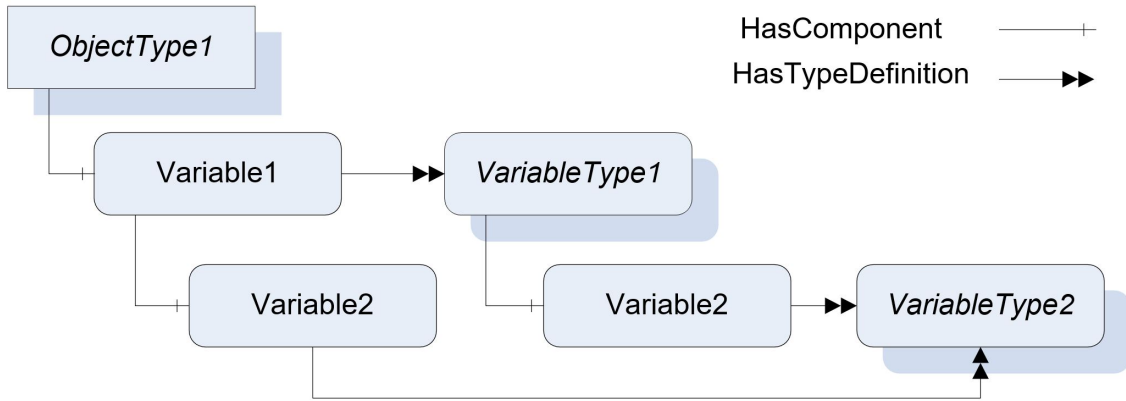 ObjectType1
HasComponent
HasTypeDefinition
Variable1
VariableType1
Variable2
Variable2
VariableType2